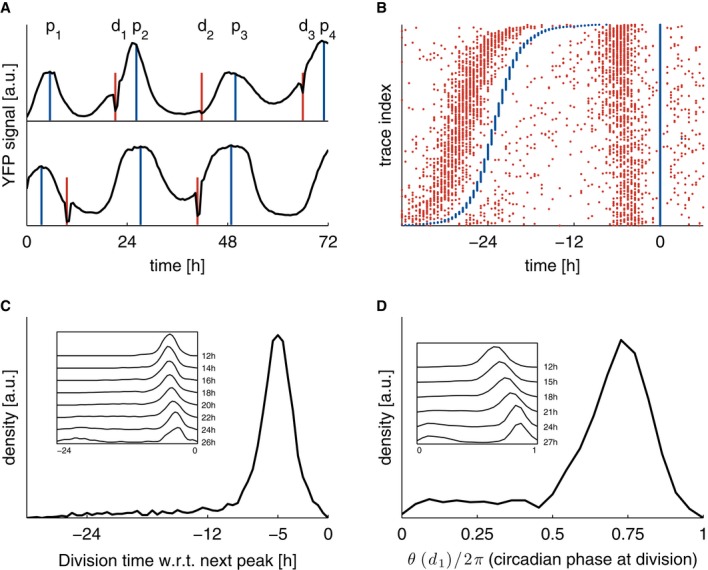 A
p1 d1 p2 d2 p3 d3 p4
YFP signal [a.u.]
0 24 48 72
time [h]
B
trace index
−24 −12 0
time [h]
C
density [a.u.]
12h
14h
16h
18h
20h
22h
24h
26h
−24 0
−24 −12 −5 0
Division time w.r.t. next peak [h]
D
density [a.u.]
12h
15h
18h
21h
24h
27h
0 1
0 0.25 0.5 0.75 1
θ (d1)/2π (circadian phase at division)